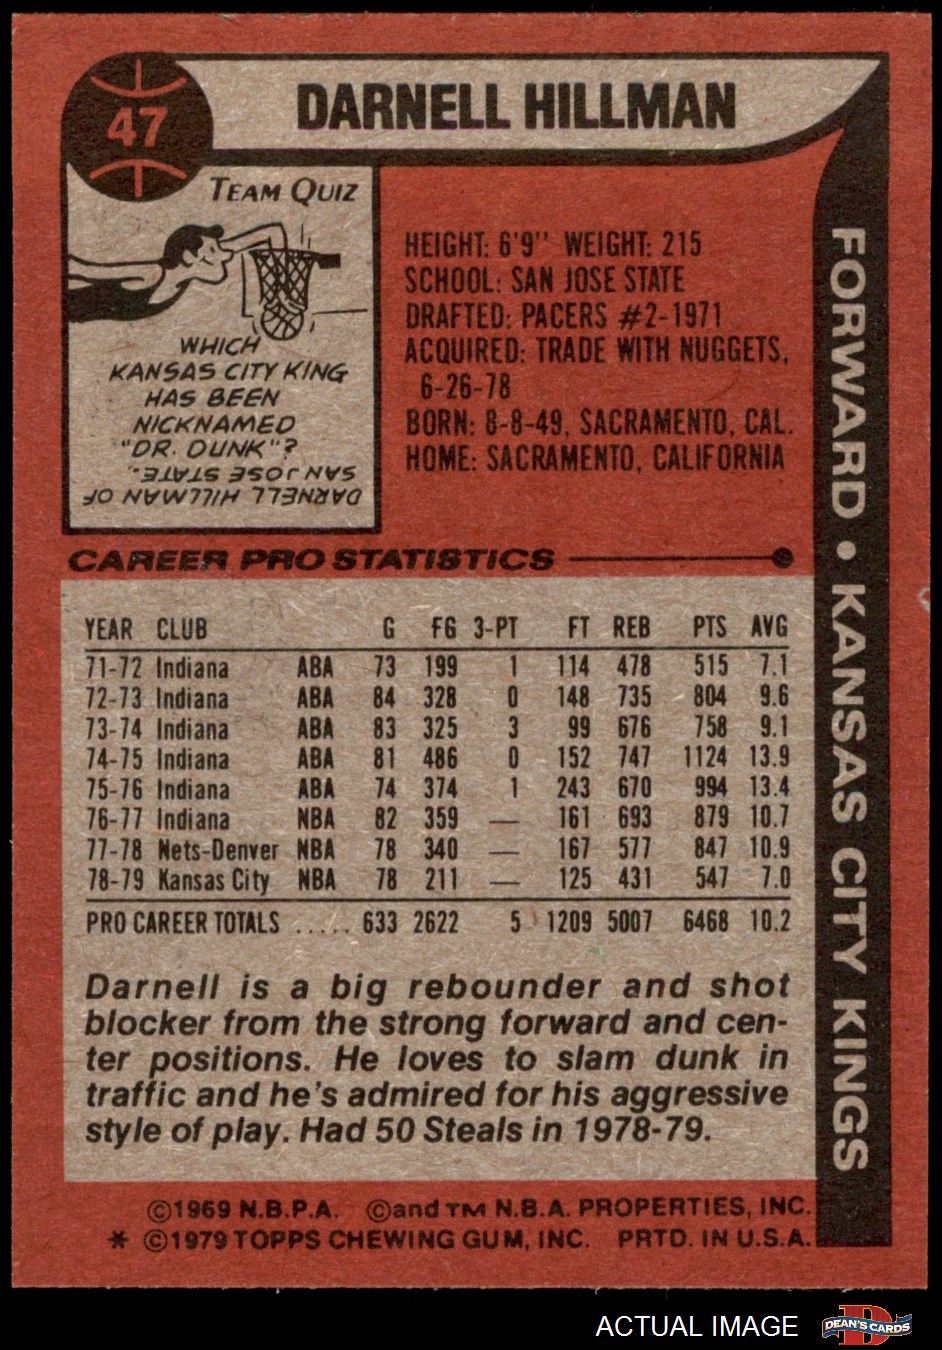 47
DARNELL HILLMAN
TEAM QUIZ
WHICH
KANSAS CITY KING
HAS BEEN
NICKNAMED
"DR. DUNK"?
DARNELL HILLMAN OF
SAN JOSE STATE.
HEIGHT: 6'9" WEIGHT: 215
SCHOOL: SAN JOSE STATE
DRAFTED: PACERS #2-1971
ACQUIRED: TRADE WITH NUGGETS,
6-26-78
BORN: 8-8-49, SACRAMENTO, CAL.
HOME: SACRAMENTO, CALIFORNIA
FORWARD • KANSAS CITY KINGS
CAREER PRO STATISTICS
YEAR CLUB G FG 3-PT FT REB PTS AVG
71-72 Indiana ABA 73 199 1 114 478 515 7.1
72-73 Indiana ABA 84 328 0 148 735 804 9.6
73-74 Indiana ABA 83 325 3 99 676 758 9.1
74-75 Indiana ABA 81 486 0 152 747 1124 13.9
75-76 Indiana ABA 74 374 1 243 670 994 13.4
76-77 Indiana NBA 82 359 — 161 693 879 10.7
77-78 Nets-Denver NBA 78 340 — 167 577 847 10.9
78-79 Kansas City NBA 78 211 — 125 431 547 7.0
PRO CAREER TOTALS ..... 633 2622 5 1209 5007 6468 10.2
Darnell is a big rebounder and shot
blocker from the strong forward and cen-
ter positions. He loves to slam dunk in
traffic and he's admired for his aggressive
style of play. Had 50 Steals in 1978-79.
©1969 N.B.P.A. ©and TM N.B.A. PROPERTIES, INC.
* ©1979 TOPPS CHEWING GUM, INC. PRTD. IN U.S.A.
ACTUAL IMAGE
D
DEAN'S CARDS